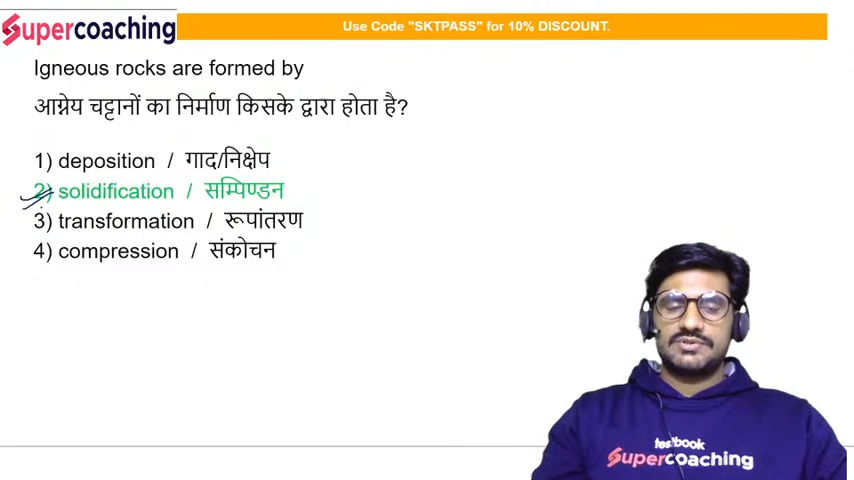 Supercoaching
Use Code "SKTPASS" for 10% DISCOUNT.
Igneous rocks are formed by
आग्नेय चट्टानों का निर्माण किसके द्वारा होता है?
1) deposition / गाद/निक्षेप
2) solidification / सम्पिण्डन
3) transformation / रूपांतरण
4) compression / संकोचन
testbook
Supercoaching